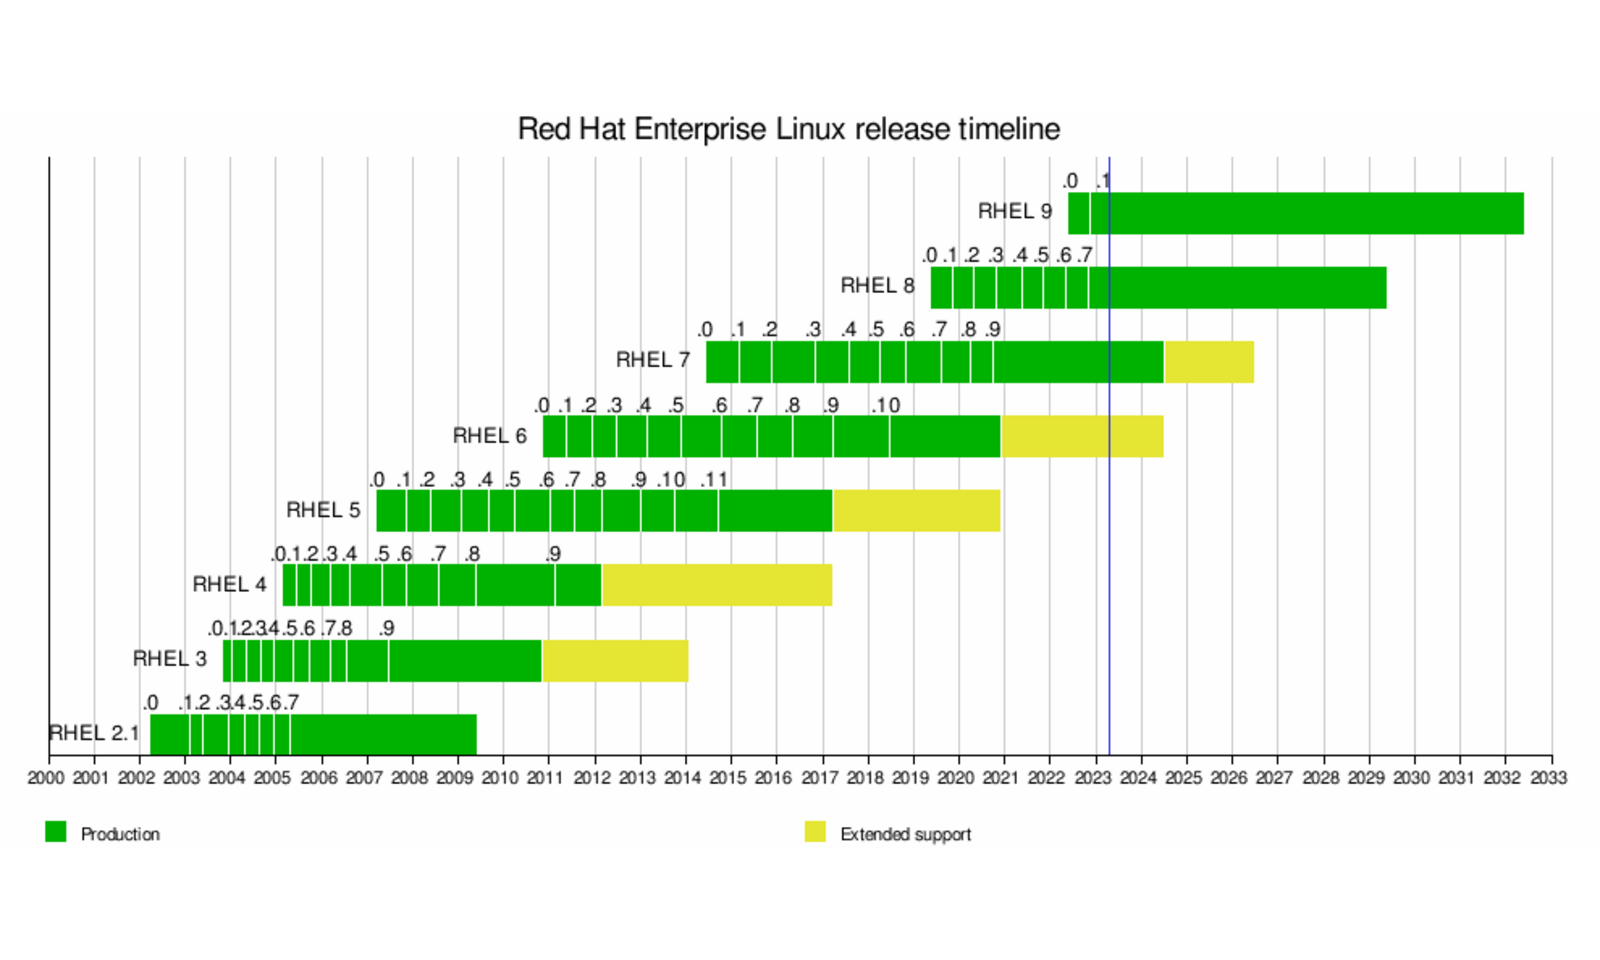 Red Hat Enterprise Linux release timeline
.0 .1
RHEL 9
.0 .1 .2 .3 .4 .5 .6 .7
RHEL 8
.0 .1 .2 .3 .4 .5 .6 .7 .8 .9
RHEL 7
.0 .1 .2 .3 .4 .5 .6 .7 .8 .9 .10
RHEL 6
.0 .1 .2 .3 .4 .5 .6 .7 .8 .9 .10 .11
RHEL 5
.0 .1 .2 .3 .4 .5 .6 .7 .8 .9
RHEL 4
.0 .1 .2 .3 .4 .5 .6 .7 .8 .9
RHEL 3
.0 .1 .2 .3 .4 .5 .6 .7
RHEL 2.1
2000 2001 2002 2003 2004 2005 2006 2007 2008 2009 2010 2011 2012 2013 2014 2015 2016 2017 2018 2019 2020 2021 2022 2023 2024 2025 2026 2027 2028 2029 2030 2031 2032 2033
Production Extended support